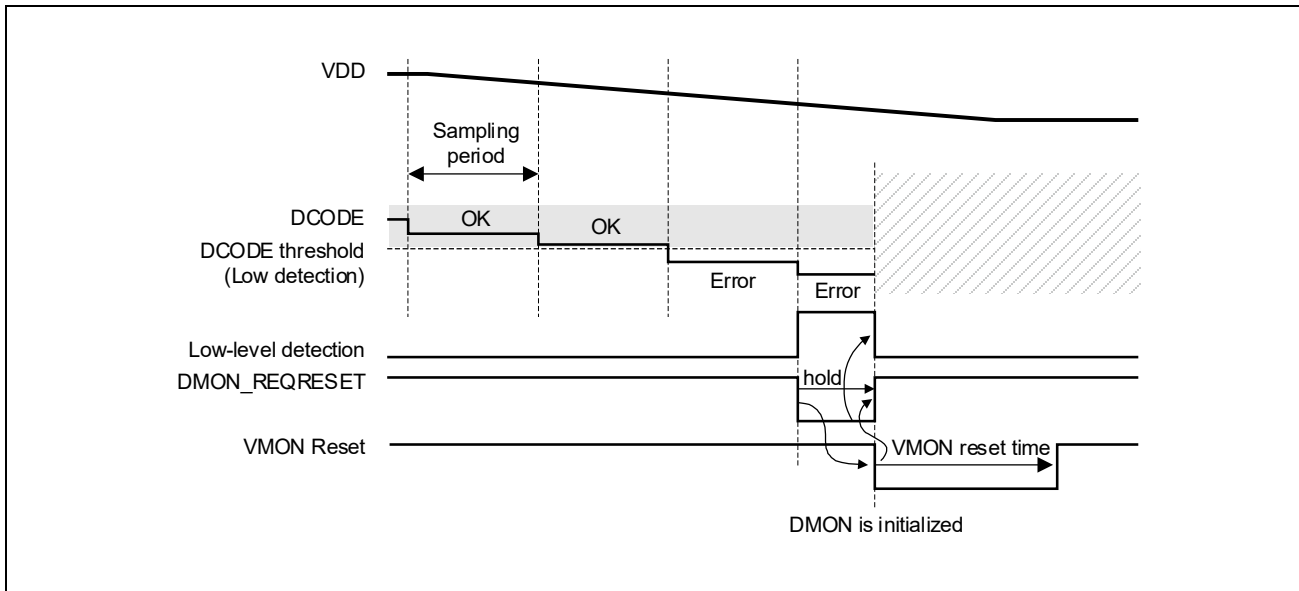 VDD
Sampling
period
DCODE
OK
OK
DCODE threshold
(Low detection)
Error
Error
Low-level detection
DMON_REQRESET
hold
VMON Reset
VMON reset time
DMON is initialized